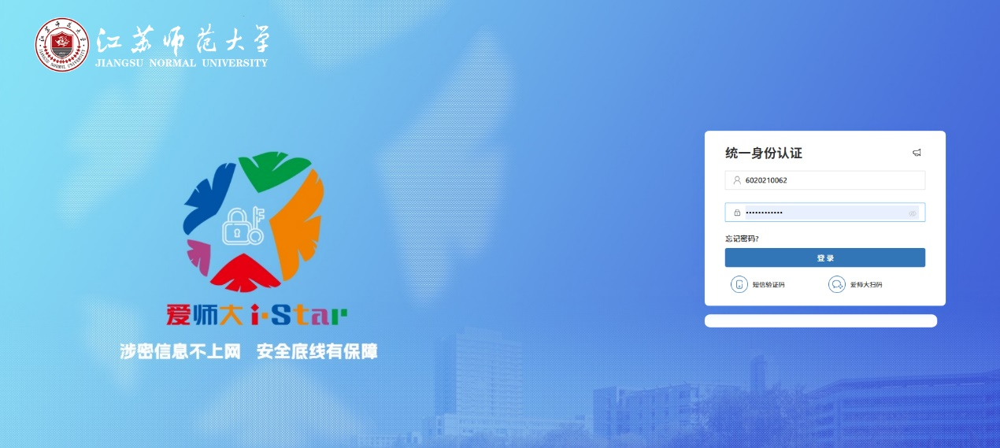 江苏师范大学
JIANGSU NORMAL UNIVERSITY
统一身份认证
6020210062
••••••••••••
忘记密码?
登 录
短信验证码
爱师大扫码
爱师大 i·Star
涉密信息不上网 安全底线有保障